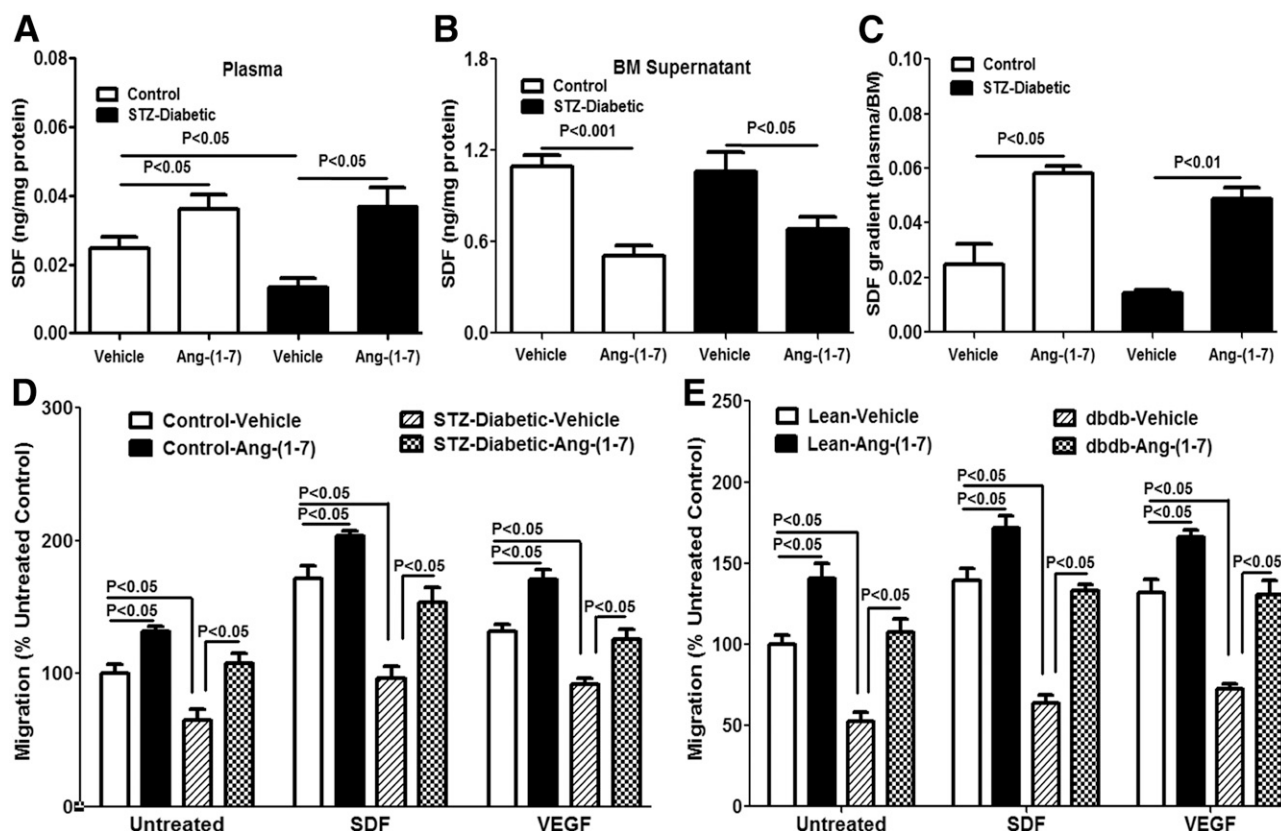 A
SDF (ng/mg protein)
0.08
0.06
0.04
0.02
0.00
Plasma
Control
STZ-Diabetic
P<0.05
P<0.05
P<0.05
Vehicle
Ang-(1-7)
Vehicle
Ang-(1-7)
B
SDF (ng/mg protein)
1.8
1.2
0.6
0.0
BM Supernatant
Control
STZ-Diabetic
P<0.001
P<0.05
Vehicle
Ang-(1-7)
Vehicle
Ang-(1-7)
C
SDF gradient (plasma/BM)
0.10
0.08
0.06
0.04
0.02
0.00
Control
STZ-Diabetic
P<0.05
P<0.01
Vehicle
Ang-(1-7)
Vehicle
Ang-(1-7)
D
Migration (% Untreated Control)
300
200
100
0
Control-Vehicle
Control-Ang-(1-7)
STZ-Diabetic-Vehicle
STZ-Diabetic-Ang-(1-7)
P<0.05
P<0.05
P<0.05
P<0.05
P<0.05
P<0.05
P<0.05
P<0.05
P<0.05
Untreated
SDF
VEGF
E
Migration (% Untreated Control)
250
200
150
100
50
0
Lean-Vehicle
Lean-Ang-(1-7)
dbdb-Vehicle
dbdb-Ang-(1-7)
P<0.05
P<0.05
P<0.05
P<0.05
P<0.05
P<0.05
P<0.05
P<0.05
P<0.05
Untreated
SDF
VEGF